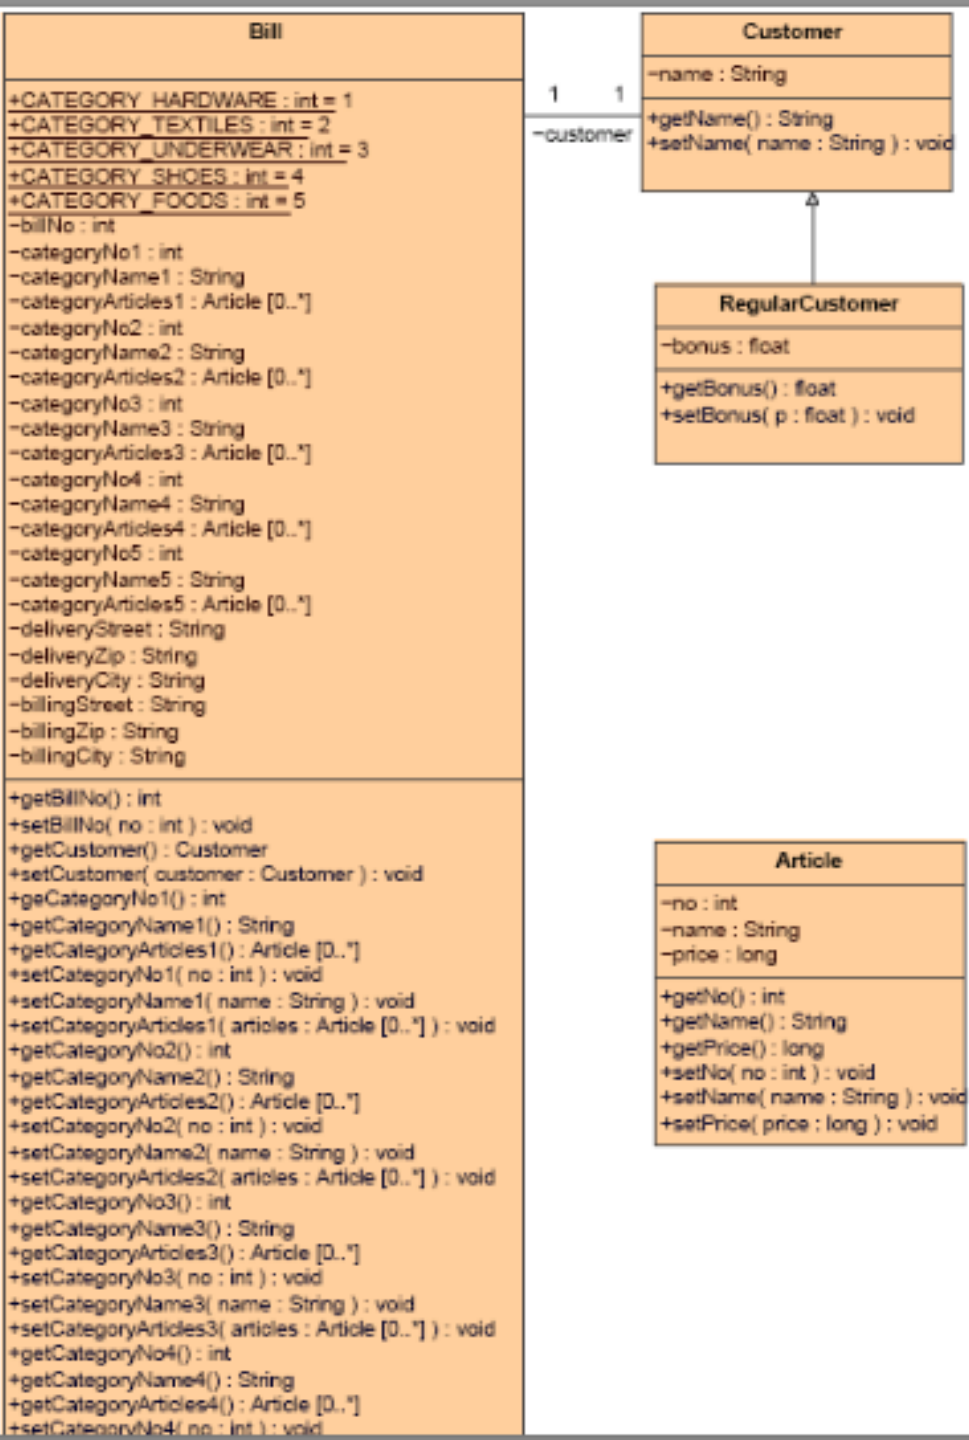 Bill
+CATEGORY_HARDWARE : int = 1
+CATEGORY_TEXTILES : int = 2
+CATEGORY_UNDERWEAR : int = 3
+CATEGORY_SHOES : int = 4
+CATEGORY_FOODS : int = 5
−billNo : int
−categoryNo1 : int
−categoryName1 : String
−categoryArticles1 : Article [0..*]
−categoryNo2 : int
−categoryName2 : String
−categoryArticles2 : Article [0..*]
−categoryNo3 : int
−categoryName3 : String
−categoryArticles3 : Article [0..*]
−categoryNo4 : int
−categoryName4 : String
−categoryArticles4 : Article [0..*]
−categoryNo5 : int
−categoryName5 : String
−categoryArticles5 : Article [0..*]
−deliveryStreet : String
−deliveryZip : String
−deliveryCity : String
−billingStreet : String
−billingZip : String
−billingCity : String
+getBillNo() : int
+setBillNo( no : int ) : void
+getCustomer() : Customer
+setCustomer( customer : Customer ) : void
+geCategoryNo1() : int
+getCategoryName1() : String
+getCategoryArticles1() : Article [0..*]
+setCategoryNo1( no : int ) : void
+setCategoryName1( name : String ) : void
+setCategoryArticles1( articles : Article [0..*] ) : void
+getCategoryNo2() : int
+getCategoryName2() : String
+getCategoryArticles2() : Article [0..*]
+setCategoryNo2( no : int ) : void
+setCategoryName2( name : String ) : void
+setCategoryArticles2( articles : Article [0..*] ) : void
+getCategoryNo3() : int
+getCategoryName3() : String
+getCategoryArticles3() : Article [0..*]
+setCategoryNo3( no : int ) : void
+setCategoryName3( name : String ) : void
+setCategoryArticles3( articles : Article [0..*] ) : void
+getCategoryNo4() : int
+getCategoryName4() : String
+getCategoryArticles4() : Article [0..*]
+setCategoryNo4( no : int ) : void
1 1
−customer
Customer
−name : String
+getName() : String
+setName( name : String ) : void
RegularCustomer
−bonus : float
+getBonus() : float
+setBonus( p : float ) : void
Article
−no : int
−name : String
−price : long
+getNo() : int
+getName() : String
+getPrice() : long
+setNo( no : int ) : void
+setName( name : String ) : void
+setPrice( price : long ) : void